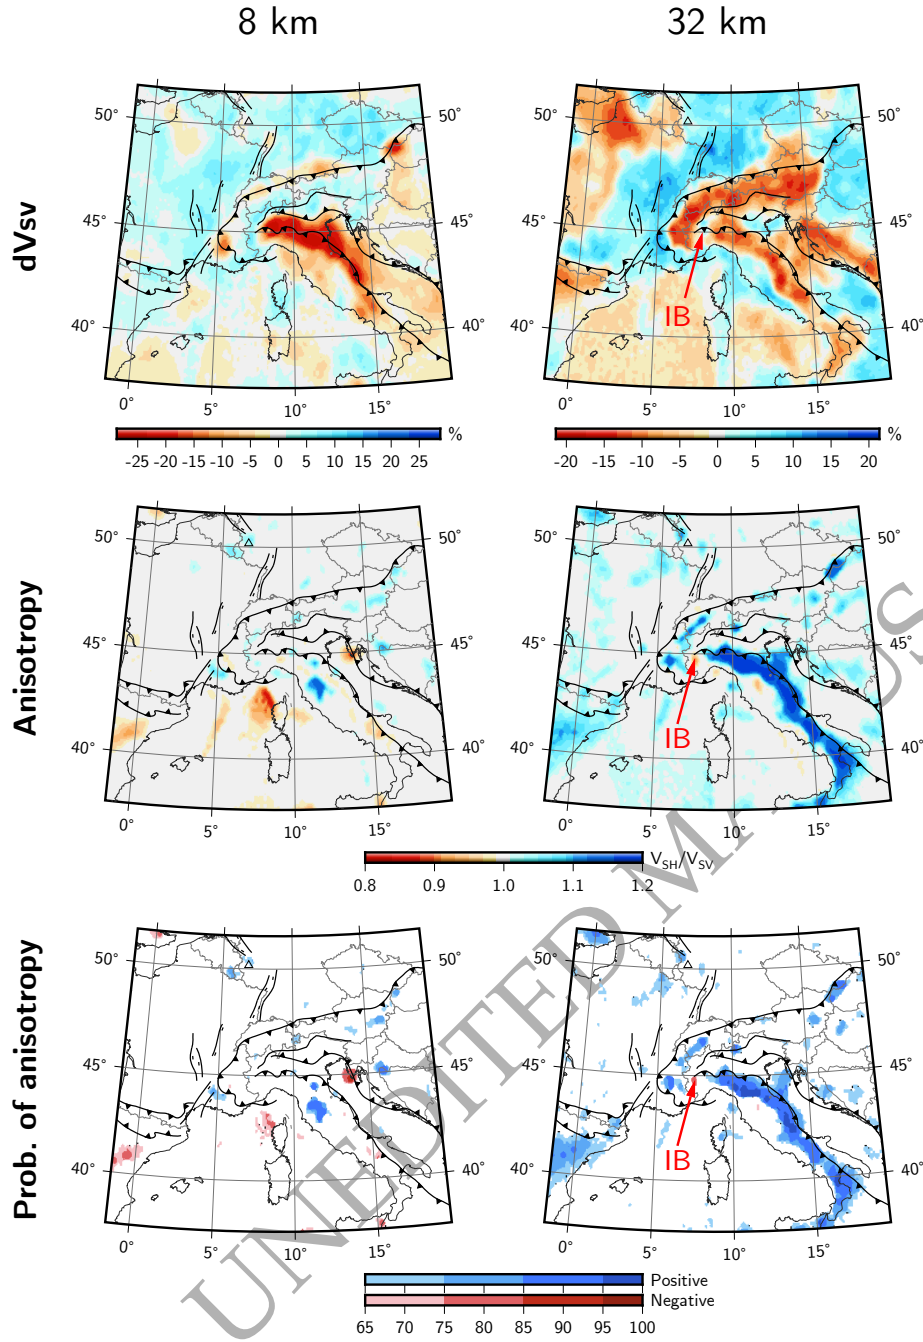 8 km 32 km
dVsv
50° 50° 50° 50°
45° 45° 45° 45°
40° 40° 40° 40°
IB
0° 5° 10° 15° 0° 5° 10° 15°
-25 -20 -15 -10 -5 0 5 10 15 20 25 %
-20 -15 -10 -5 0 5 10 15 20 %
Anisotropy
50° 50° 50° 50°
45° 45° 45° 45°
40° 40° 40° 40°
IB
0° 5° 10° 15° 0° 5° 10° 15°
0.8 0.9 1.0 1.1 1.2 VSH/VSV
Prob. of anisotropy
50° 50° 50° 50°
45° 45° 45° 45°
40° 40° 40° 40°
IB
0° 5° 10° 15° 0° 5° 10° 15°
Positive
Negative
65 70 75 85 90 95 100
UNEDITED MANUS